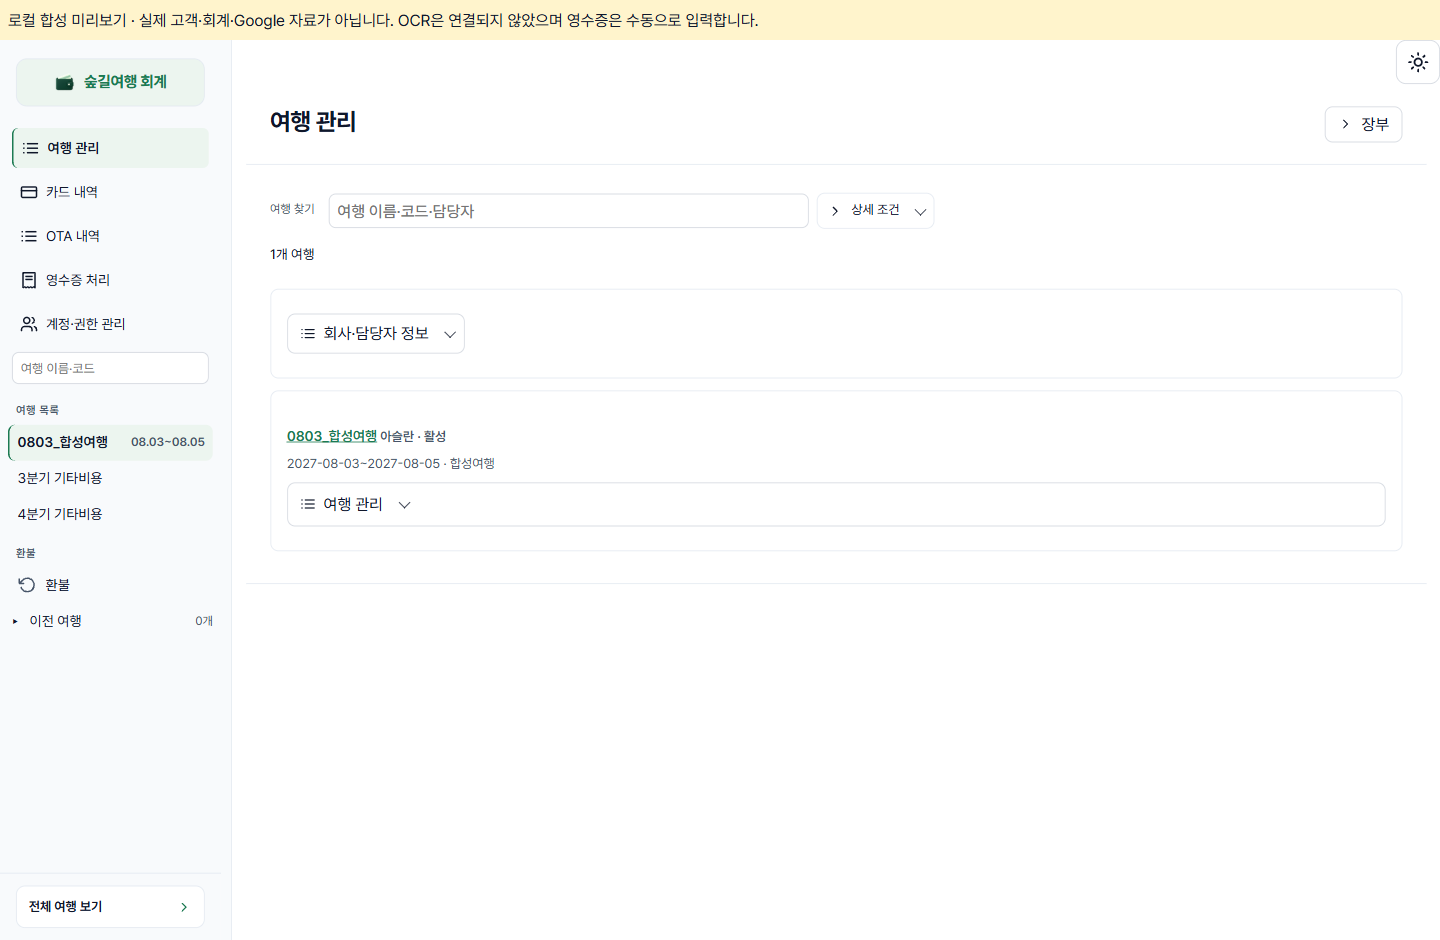 로컬 합성 미리보기 · 실제 고객·회계·Google 자료가 아닙니다. OCR은 연결되지 않았으며 영수증은 수동으로 입력합니다.
숲길여행 회계
여행 관리
카드 내역
OTA 내역
영수증 처리
계정·권한 관리
여행 이름·코드
여행 목록
0803_합성여행 08.03~08.05
3분기 기타비용
4분기 기타비용
환불
환불
이전 여행 0개
전체 여행 보기
여행 관리
장부
여행 찾기 여행 이름·코드·담당자 상세 조건
1개 여행
회사·담당자 정보
0803_합성여행 아슬란 · 활성
2027-08-03~2027-08-05 · 합성여행
여행 관리